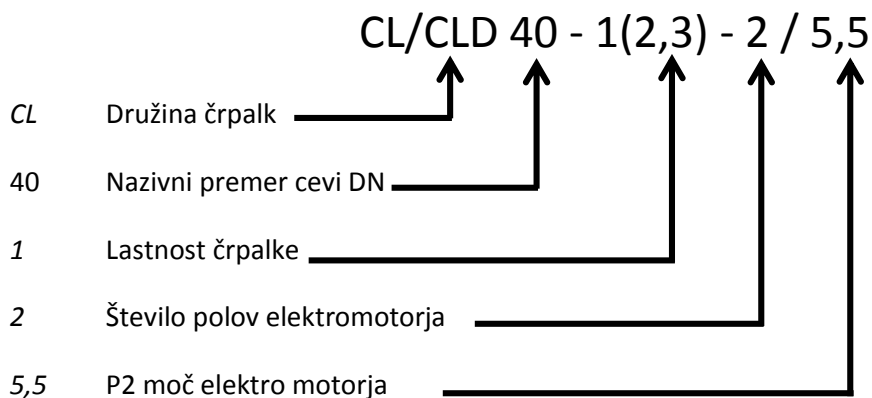 CL/CLD 40 - 1(2,3) - 2 / 5,5
CL Družina črpalk
40 Nazivni premer cevi DN
1 Lastnost črpalke
2 Število polov elektromotorja
5,5 P2 moč elektro motorja